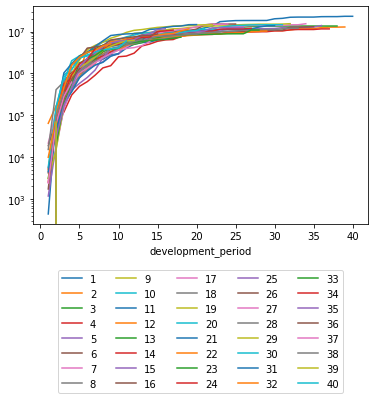 10⁷
10⁶
10⁵
10⁴
10³
0 5 10 15 20 25 30 35 40
development_period
1 9 17 25 33
2 10 18 26 34
3 11 19 27 35
4 12 20 28 36
5 13 21 29 37
6 14 22 30 38
7 15 23 31 39
8 16 24 32 40